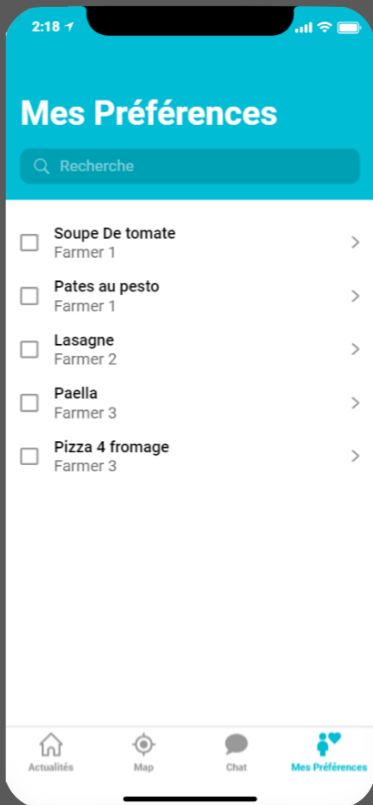 2:18
Mes Préférences
Recherche
Soupe De tomate
Farmer 1
Pates au pesto
Farmer 1
Lasagne
Farmer 2
Paella
Farmer 3
Pizza 4 fromage
Farmer 3
Actualités Map Chat Mes Préférences